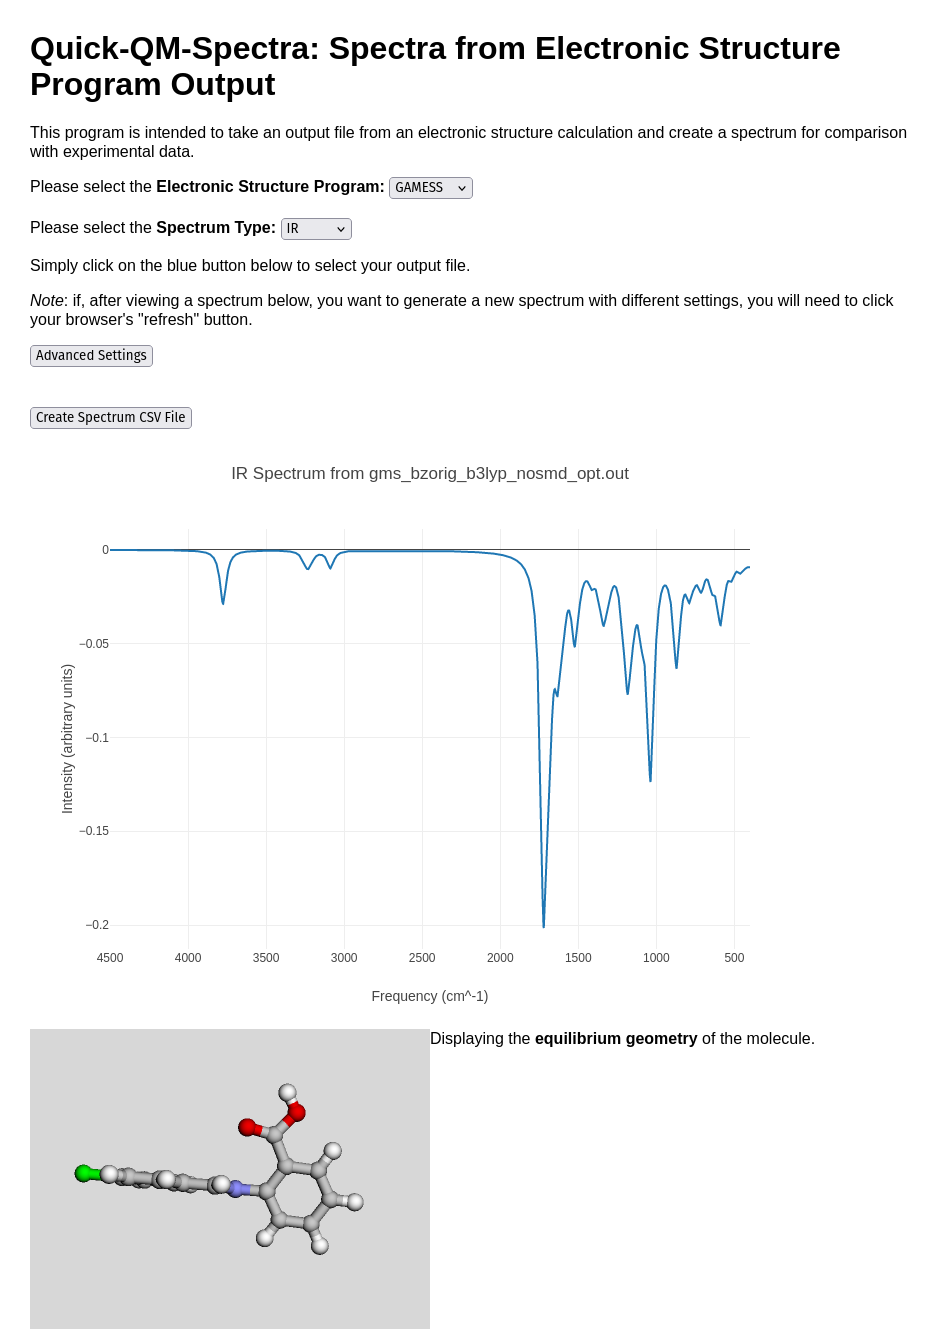 Quick-QM-Spectra: Spectra from Electronic Structure
Program Output
This program is intended to take an output file from an electronic structure calculation and create a spectrum for comparison
with experimental data.
Please select the Electronic Structure Program: GAMESS
Please select the Spectrum Type: IR
Simply click on the blue button below to select your output file.
Note: if, after viewing a spectrum below, you want to generate a new spectrum with different settings, you will need to click
your browser's "refresh" button.
Advanced Settings
Create Spectrum CSV File
IR Spectrum from gms_bzorig_b3lyp_nosmd_opt.out
0
−0.05
−0.1
−0.15
−0.2
Intensity (arbitrary units)
4500 4000 3500 3000 2500 2000 1500 1000 500
Frequency (cm^-1)
Displaying the equilibrium geometry of the molecule.